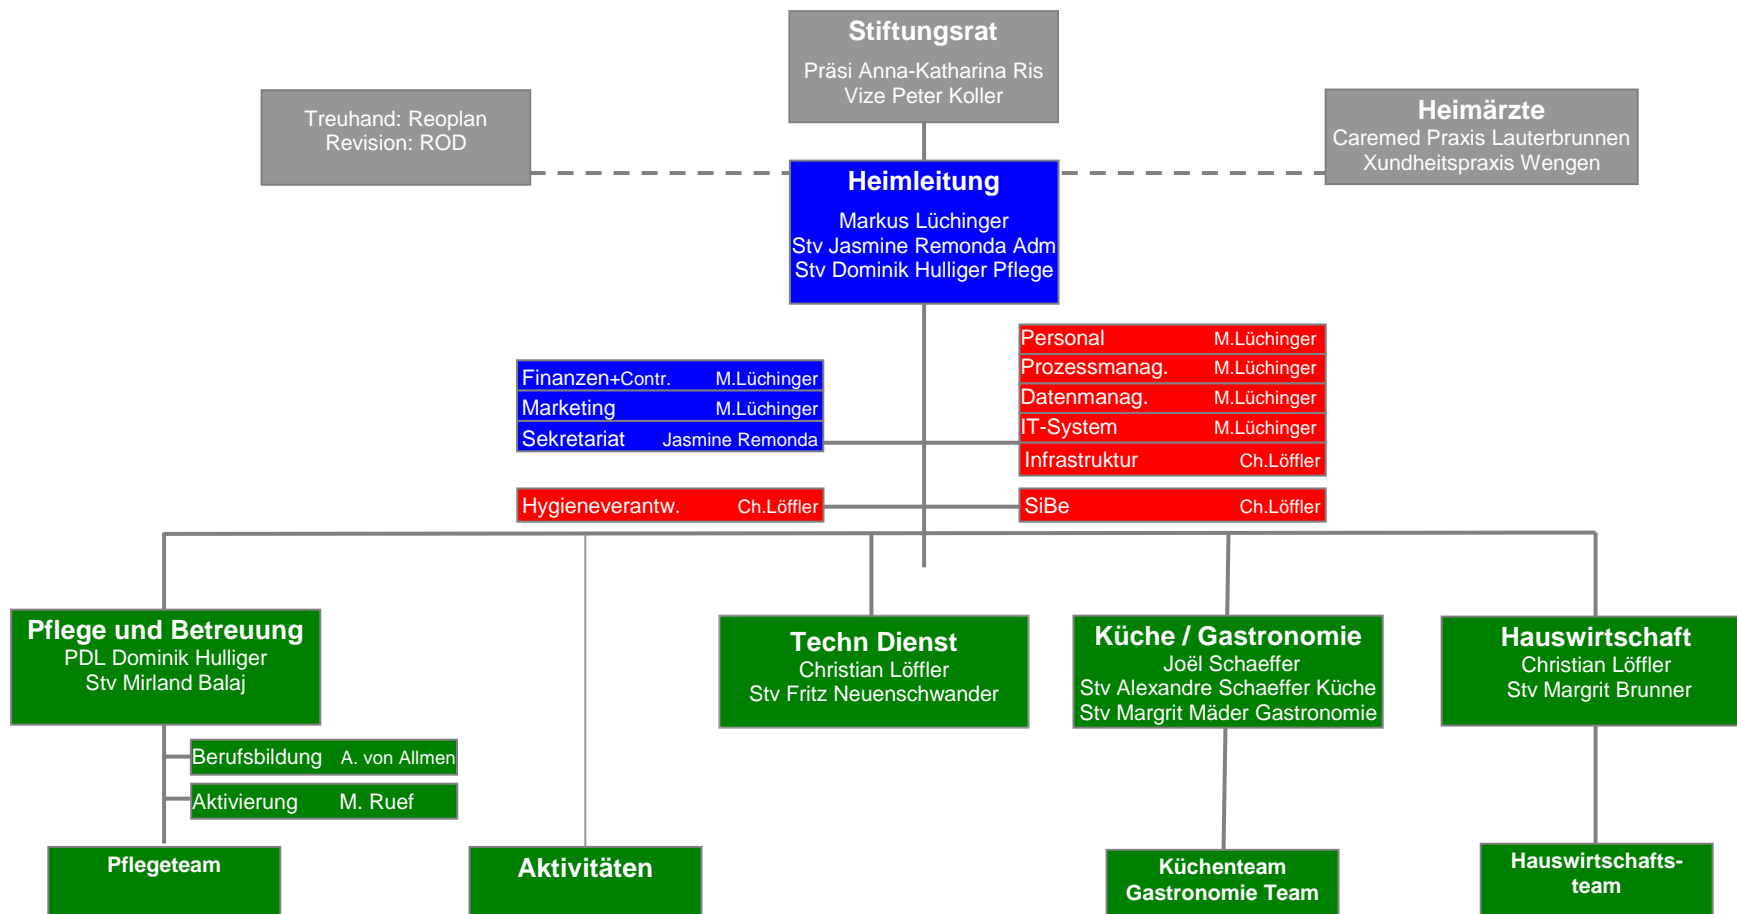 Stiftungsrat
Präsi Anna-Katharina Ris
Vize Peter Koller
Treuhand: Reoplan
Revision: ROD
Heimärzte
Caremed Praxis Lauterbrunnen
Xundheitspraxis Wengen
Heimleitung
Markus Lüchinger
Stv Jasmine Remonda Adm
Stv Dominik Hulliger Pflege
Finanzen+Contr. M.Lüchinger
Marketing M.Lüchinger
Sekretariat Jasmine Remonda
Personal M.Lüchinger
Prozessmanag. M.Lüchinger
Datenmanag. M.Lüchinger
IT-System M.Lüchinger
Infrastruktur Ch.Löffler
Hygieneverantw. Ch.Löffler
SiBe Ch.Löffler
Pflege und Betreuung
PDL Dominik Hulliger
Stv Mirland Balaj
Techn Dienst
Christian Löffler
Stv Fritz Neuenschwander
Küche / Gastronomie
Joël Schaeffer
Stv Alexandre Schaeffer Küche
Stv Margrit Mäder Gastronomie
Hauswirtschaft
Christian Löffler
Stv Margrit Brunner
Berufsbildung A. von Allmen
Aktivierung M. Ruef
Pflegeteam
Aktivitäten
Küchenteam
Gastronomie Team
Hauswirtschafts-
team